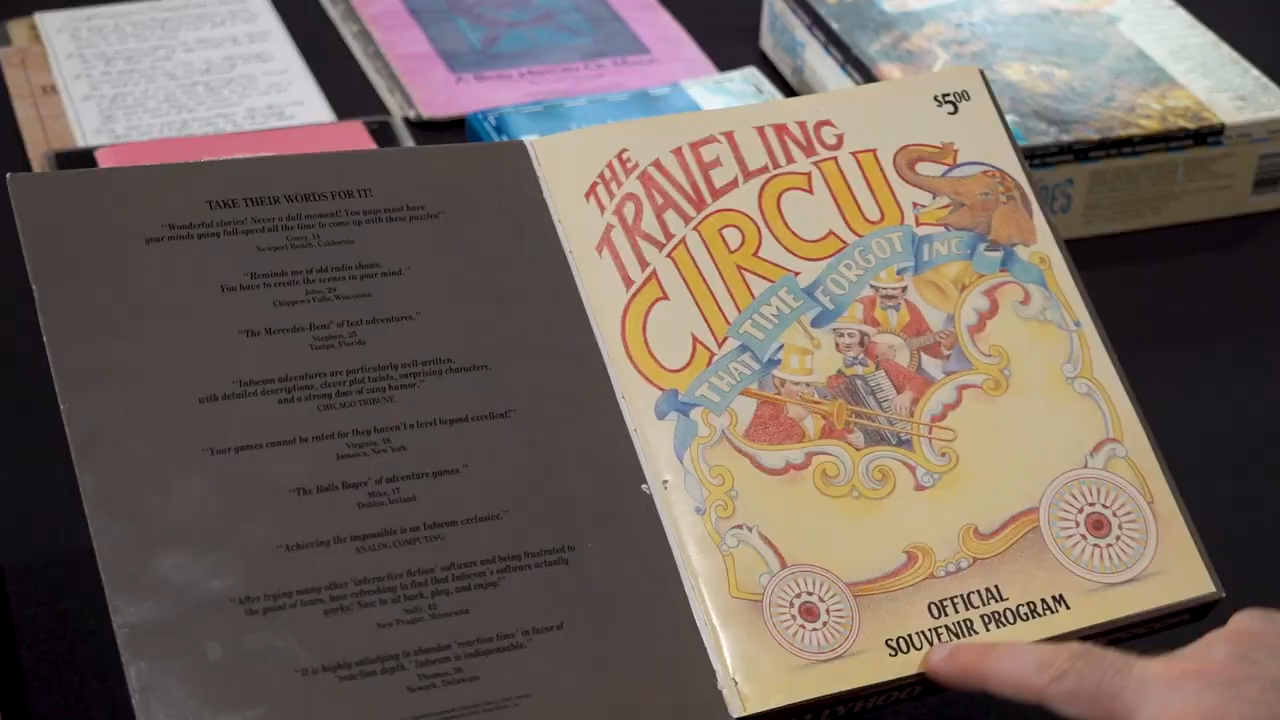 TAKE THEIR WORDS FOR IT!
"Wonderful stories! Never a dull moment! You guys must have
your minds going full-speed all the time to come up with these puzzles!"
Corey, 14
Newport Beach, California
"Reminds me of old radio shows.
You have to create the scenes in your mind."
John, 29
Chippewa Falls, Wisconsin
"The Mercedes-Benz of text adventures."
Stephen, 25
Tampa, Florida
"Infocom adventures are particularly well-written,
with detailed descriptions, clever plot twists, surprising characters,
and a strong dose of zany humor."
CHICAGO TRIBUNE
"Your games cannot be rated for they haven't a level beyond excellent!"
Virginia, 48
Jamaica, New York
"The Rolls Royce of adventure games."
Mike, 17
Dublin, Ireland
"Achieving the impossible is an Infocom exclusive."
ANALOG COMPUTING
"After trying many other 'interactive fiction' software and being frustrated to
the point of tears, how refreshing to find that Infocom's software actually
works! Now to sit back, play, and enjoy!"
Sally, 42
New Prague, Minnesota
"It is highly satisfying to abandon 'reaction time' in favor of
'reaction depth.' Infocom is indispensable."
Thomas,
Newark, Delaware
$5.00
THE
TRAVELING
CIRCUS
THAT TIME FORGOT INC.
OFFICIAL
SOUVENIR PROGRAM